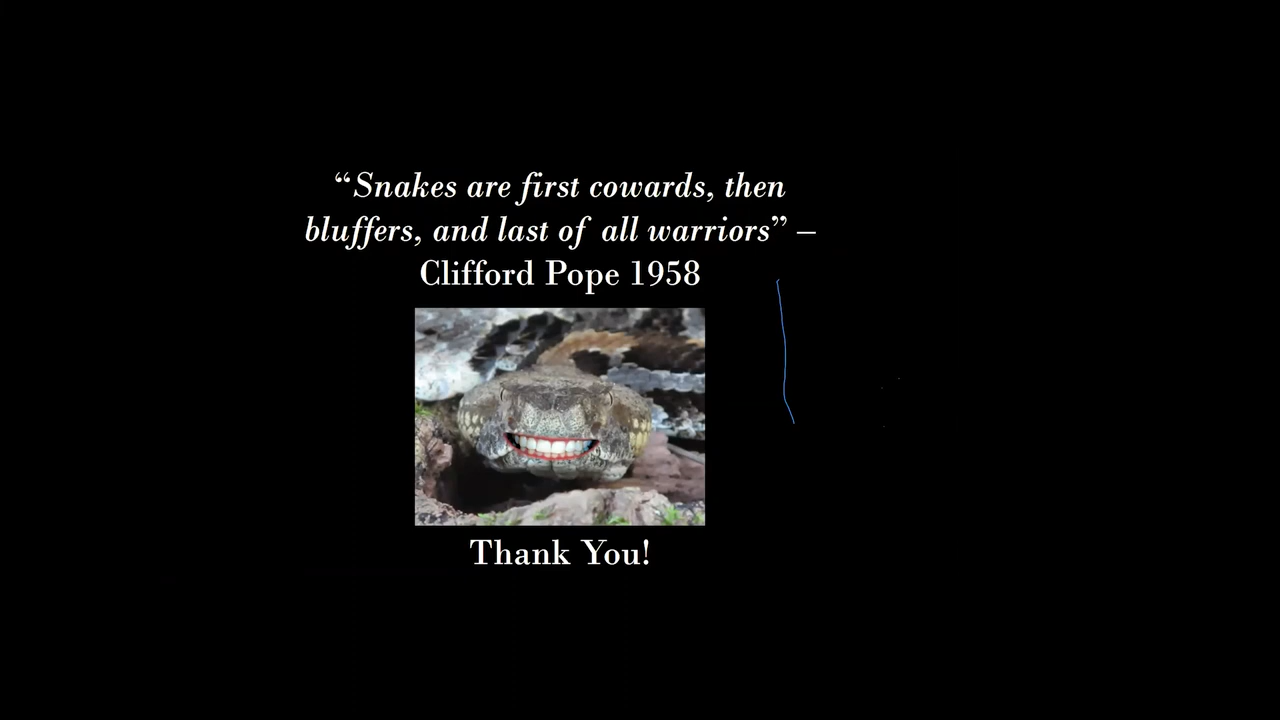 “Snakes are first cowards, then
bluffers, and last of all warriors” –
Clifford Pope 1958
Thank You!